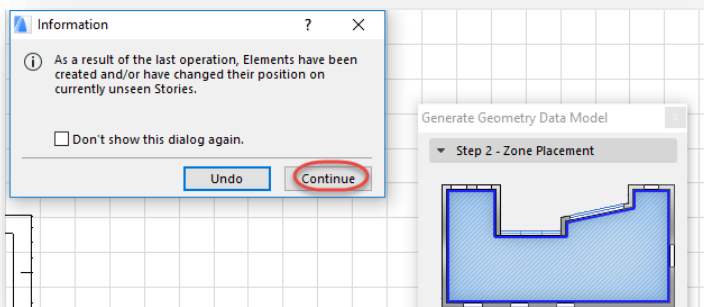 Information
?
As a result of the last operation, Elements have been
created and/or have changed their position on
currently unseen Stories.
Don't show this dialog again.
Undo
Continue
Generate Geometry Data Model
Step 2 - Zone Placement